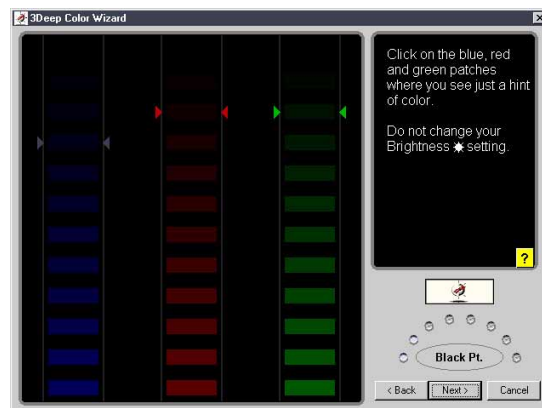 3Deep Color Wizard
Click on the blue, red
and green patches
where you see just a hint
of color.
Do not change your
Brightness setting.
?
Black Pt.
< Back
Next >
Cancel